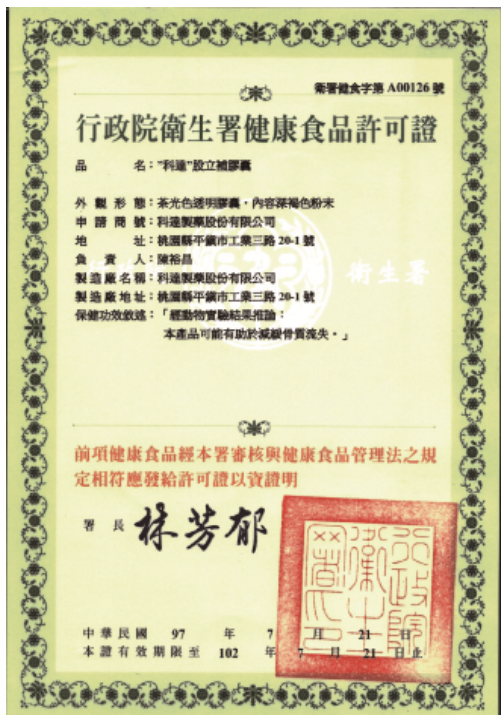 衛署健食字第 A00126 號
行政院衛生署健康食品許可證
品 名：“科達”股立補膠囊
外觀形態：茶光色透明膠囊，內容深褐色粉末
申請商號：科達製藥股份有限公司
地 址：桃園縣平鎮市工業三路 20-1 號
負責人：陳裕昌
製造廠名稱：科達製藥股份有限公司
製造廠地址：桃園縣平鎮市工業三路 20-1 號
保健功效敘述：「經動物實驗結果推論：
本產品可能有助於減緩骨質流失。」
衛生署
前項健康食品經本署審核與健康食品管理法之規
定相符應發給許可證以資證明
署長 林芳郁
行政院衛生署之印
中華民國 97 年 7 月 21 日
本證有效期限至 102 年 7 月 21 日止